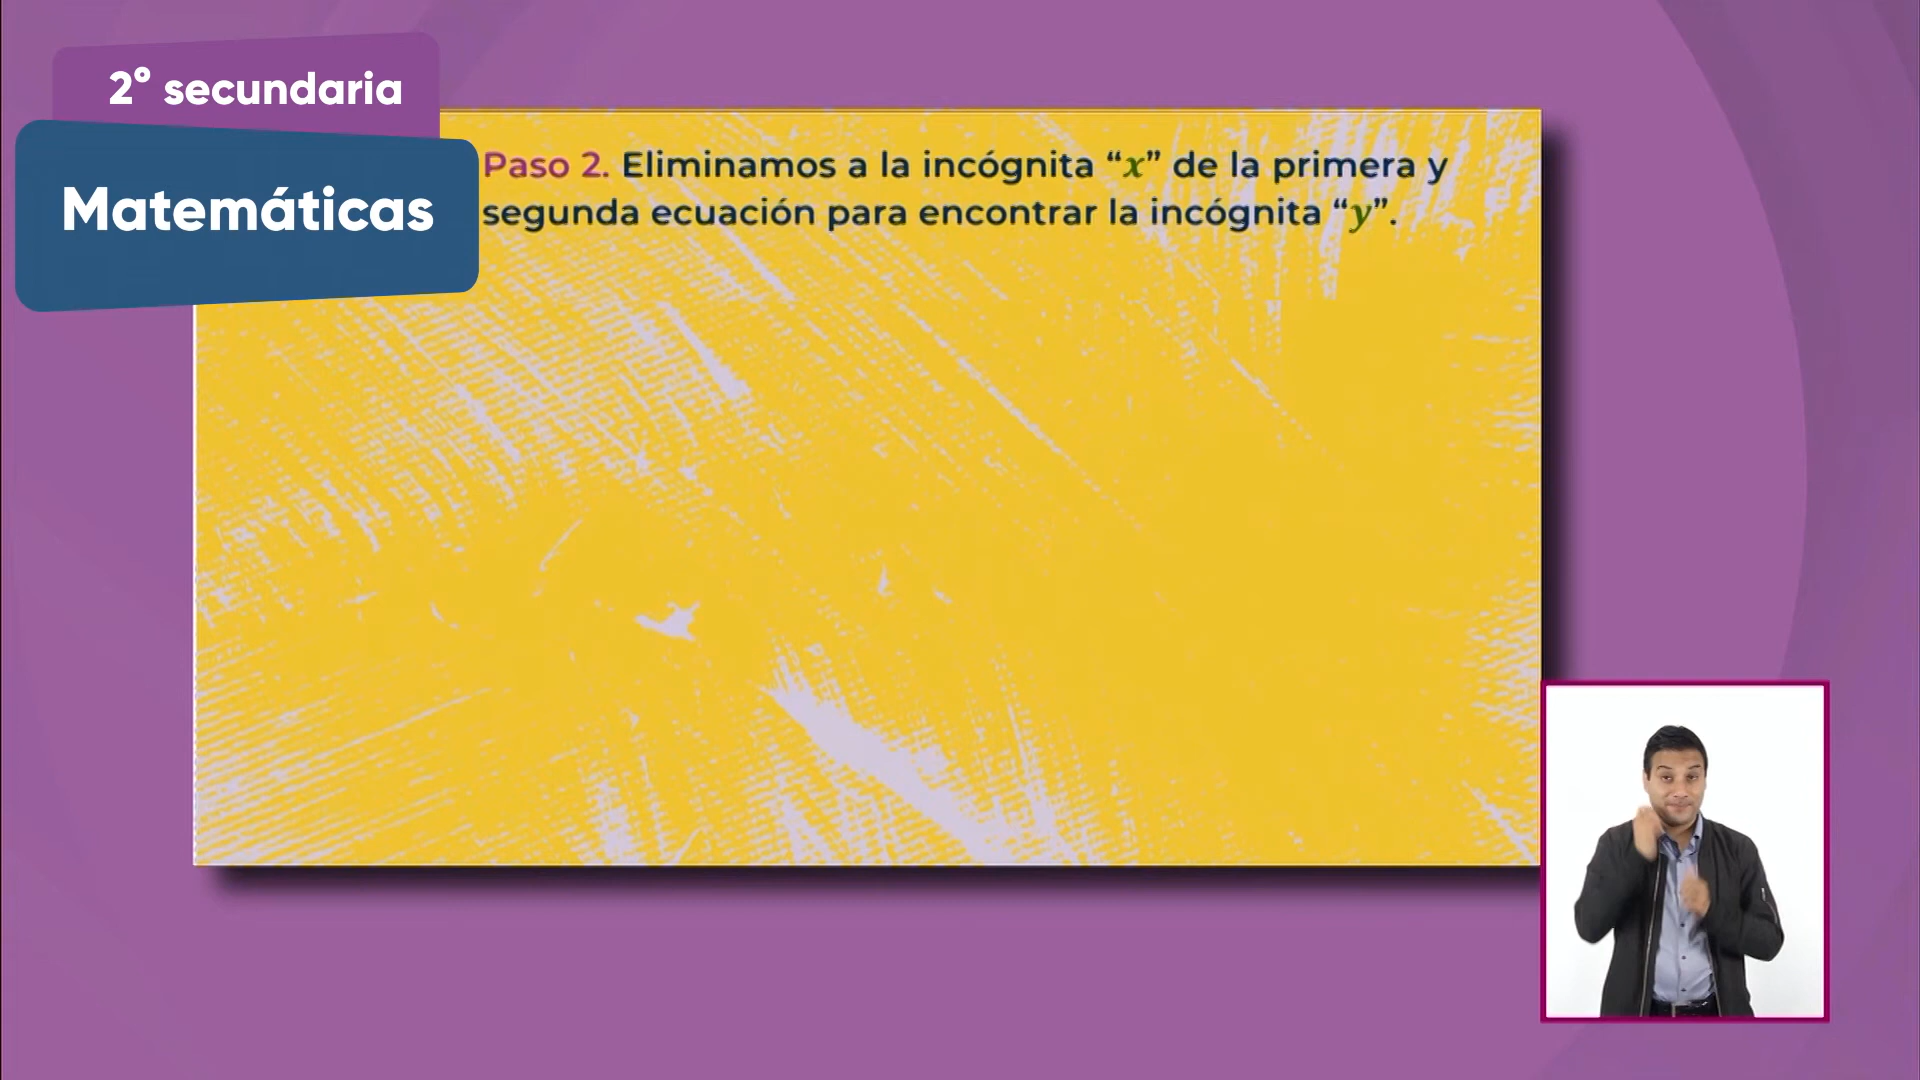 2° secundaria
Matemáticas
Paso 2. Eliminamos a la incógnita “x” de la primera y
segunda ecuación para encontrar la incógnita “y”.